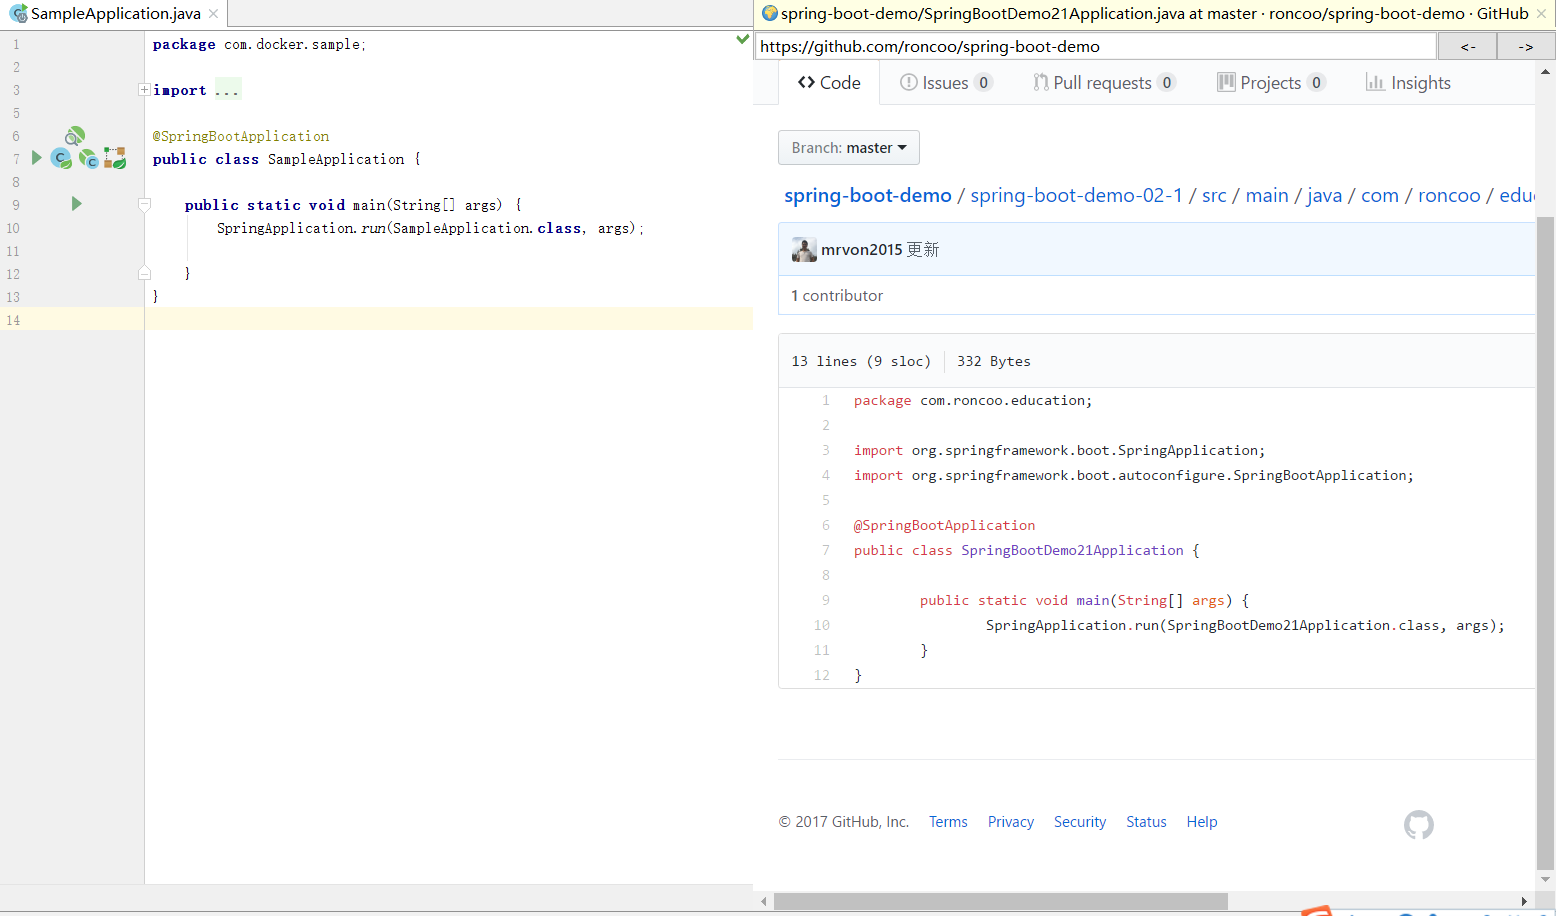 SampleApplication.java
1 package com.docker.sample;
2
3 import ...
5
6 @SpringBootApplication
7 public class SampleApplication {
8
9 public static void main(String[] args) {
10 SpringApplication.run(SampleApplication.class, args);
11
12 }
13 }
14
spring-boot-demo/SpringBootDemo21Application.java at master · roncoo/spring-boot-demo · GitHub
https://github.com/roncoo/spring-boot-demo <- ->
Code Issues 0 Pull requests 0 Projects 0 Insights
Branch: master
spring-boot-demo / spring-boot-demo-02-1 / src / main / java / com / roncoo / educ
mrvon2015 更新
1 contributor
13 lines (9 sloc) 332 Bytes
1 package com.roncoo.education;
2
3 import org.springframework.boot.SpringApplication;
4 import org.springframework.boot.autoconfigure.SpringBootApplication;
5
6 @SpringBootApplication
7 public class SpringBootDemo21Application {
8
9 public static void main(String[] args) {
10 SpringApplication.run(SpringBootDemo21Application.class, args);
11 }
12 }
© 2017 GitHub, Inc. Terms Privacy Security Status Help